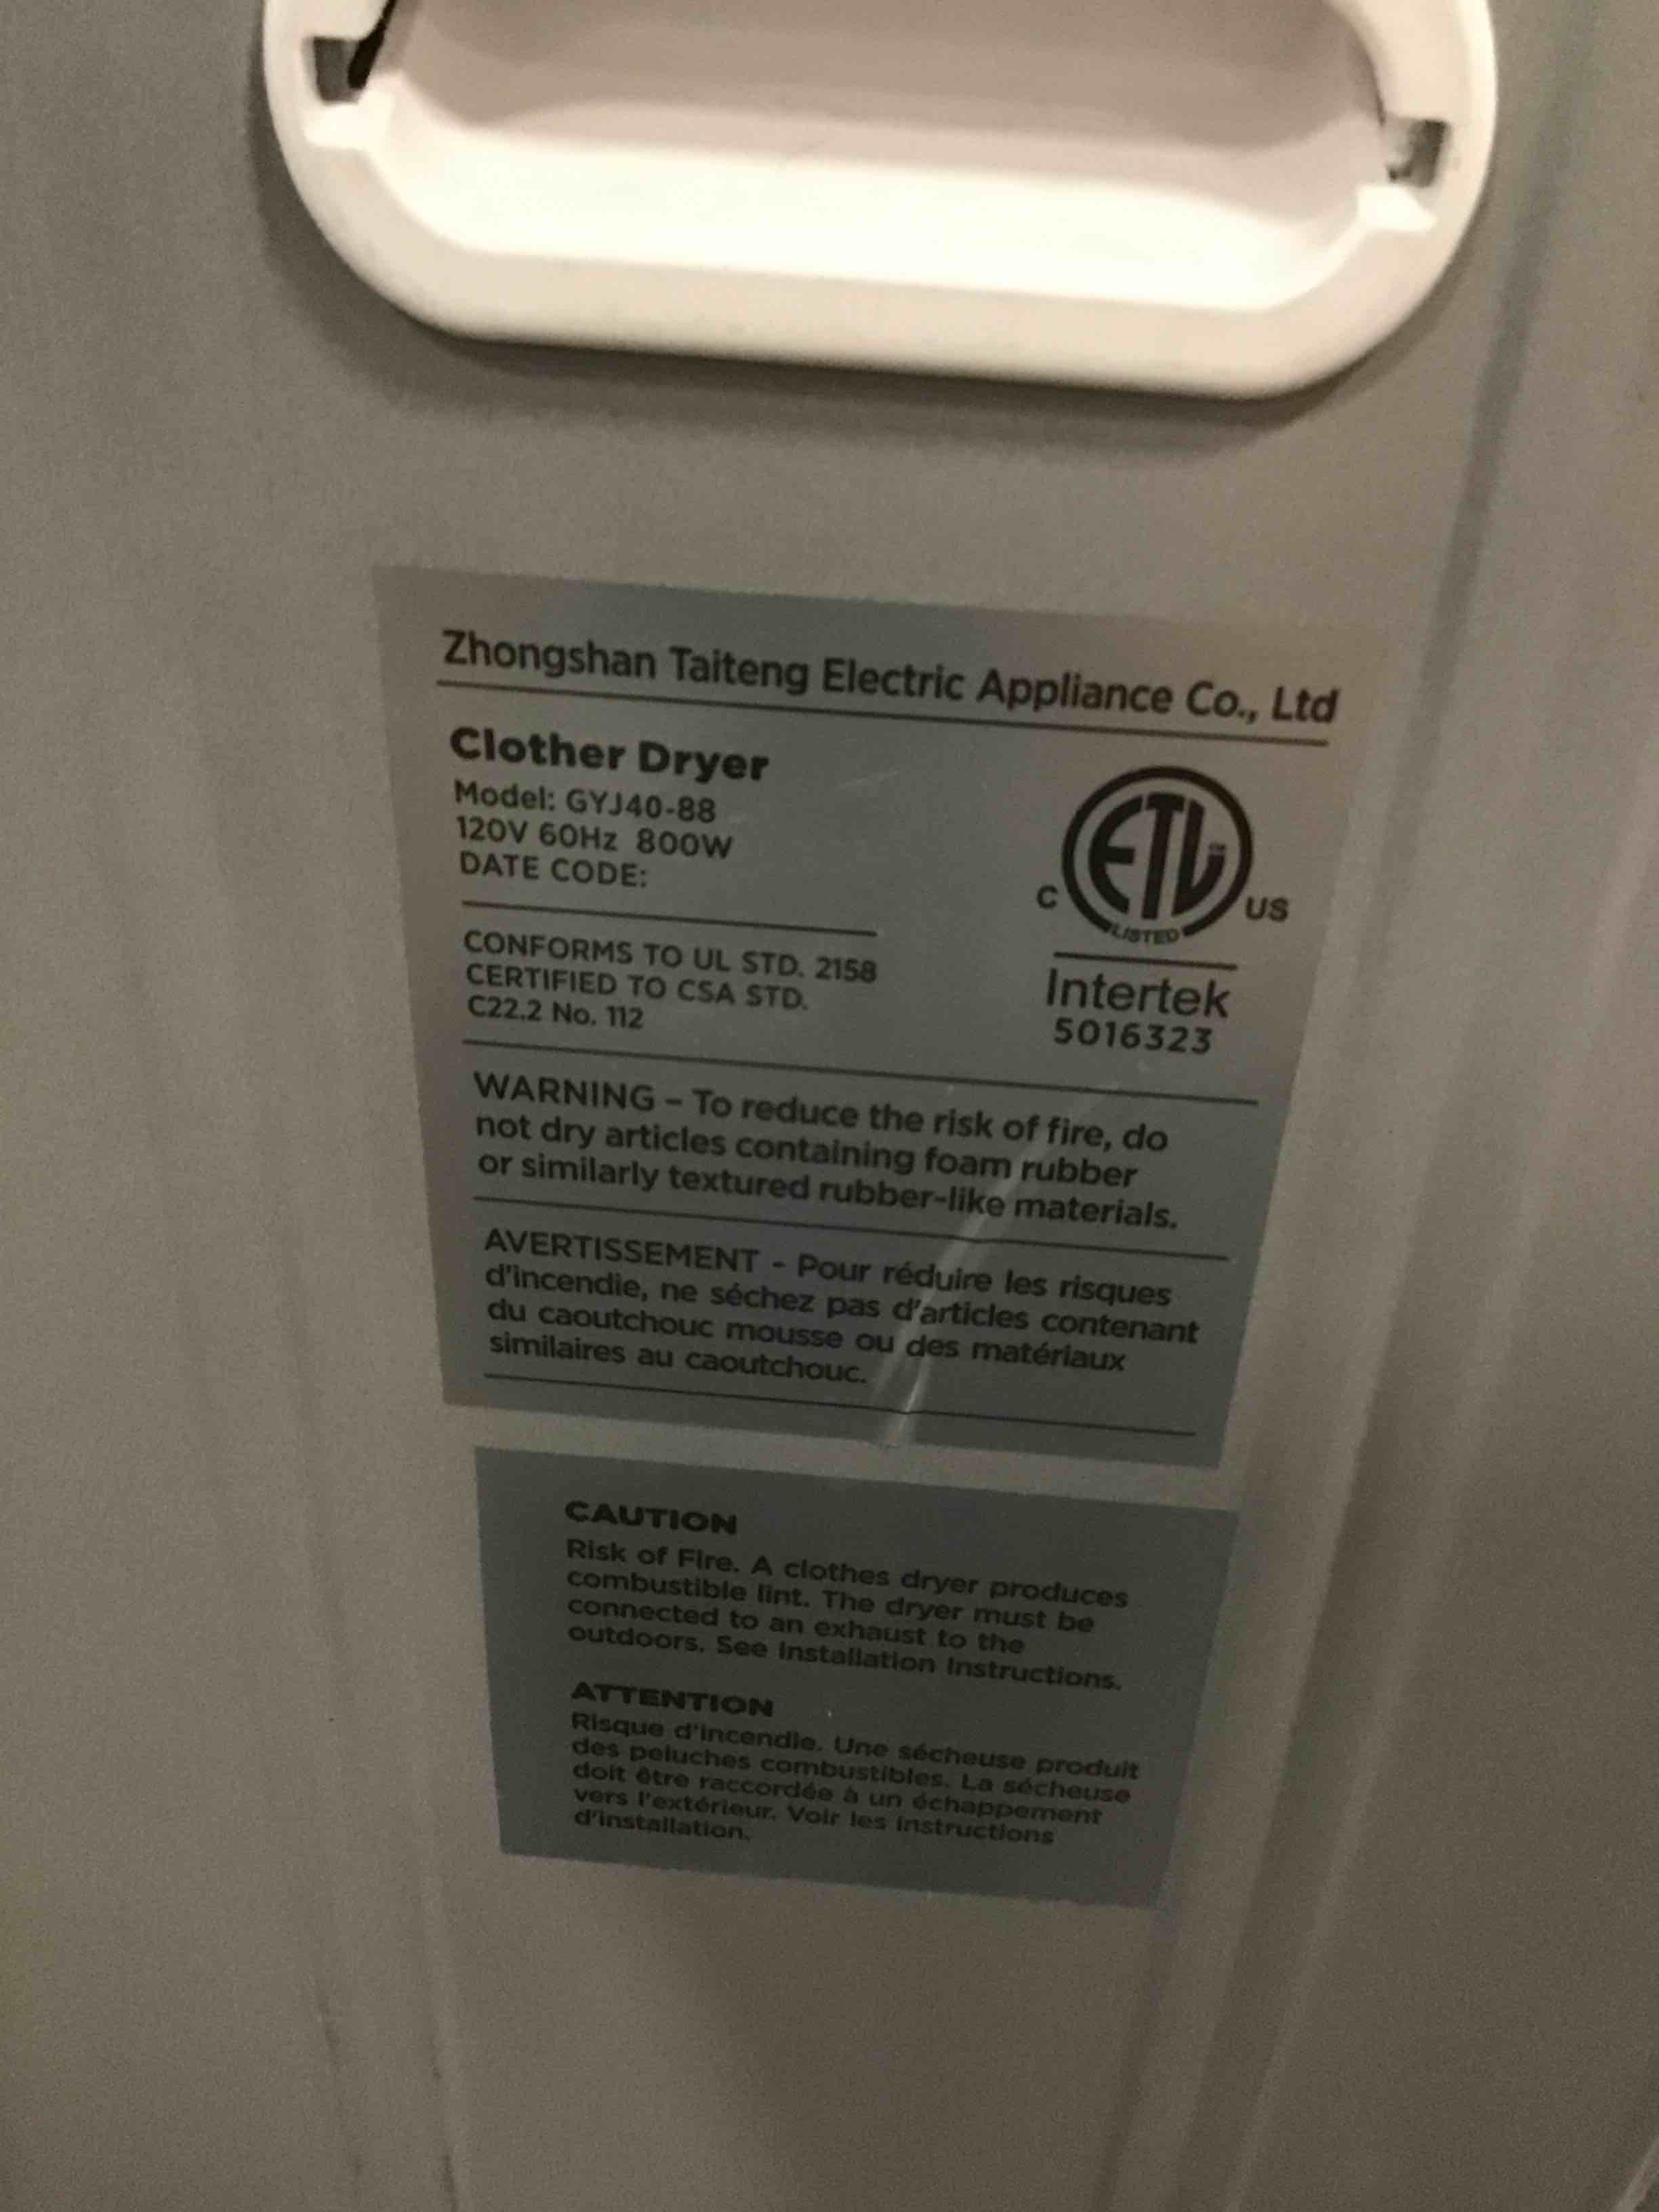 Zhongshan Taiteng Electric Appliance Co., Ltd
Clother Dryer
Model: GYJ40-88
120V 60Hz 800W
DATE CODE:
CONFORMS TO UL STD. 2158
CERTIFIED TO CSA STD.
C22.2 No. 112
C ETL US
LISTED
Intertek
5016323
WARNING - To reduce the risk of fire, do
not dry articles containing foam rubber
or similarly textured rubber-like materials.
AVERTISSEMENT - Pour réduire les risques
d'incendie, ne séchez pas d'articles contenant
du caoutchouc mousse ou des matériaux
similaires au caoutchouc.
CAUTION
Risk of Fire. A clothes dryer produces
combustible lint. The dryer must be
connected to an exhaust to the
outdoors. See Installation Instructions.
ATTENTION
Risque d'incendie. Une sécheuse produit
des peluches combustibles. La sécheuse
doit être raccordée à un échappement
vers l'extérieur. Voir les instructions
d'installation.